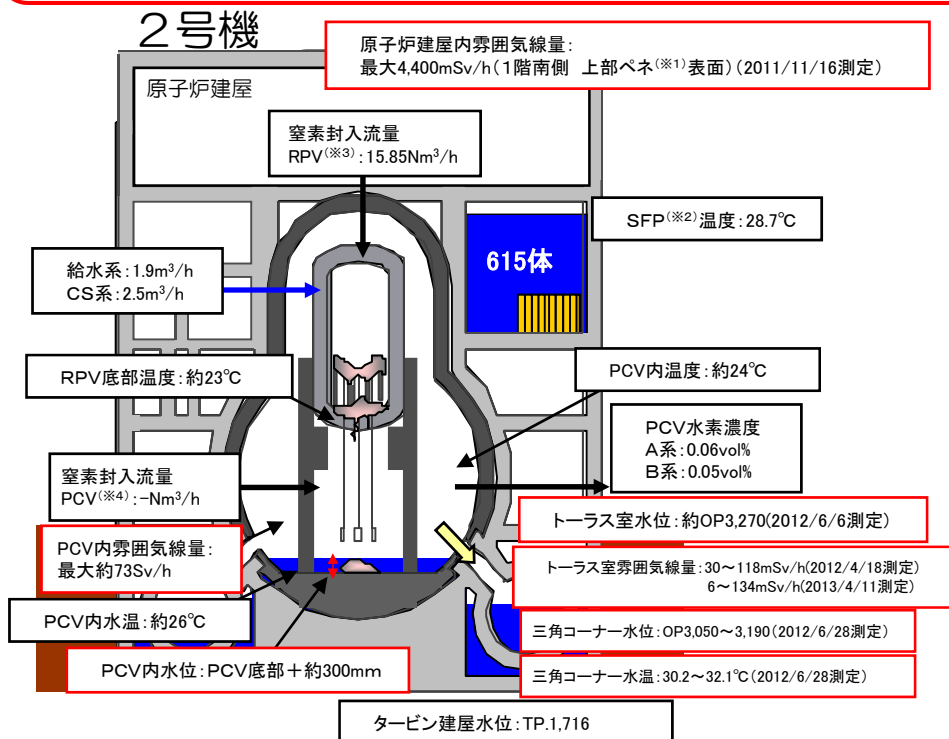 2号機
原子炉建屋内雰囲気線量:
最大4,400mSv/h(1階南側 上部ペネ(※1)表面)(2011/11/16測定)
原子炉建屋
窒素封入流量
RPV(※3):15.85Nm3/h
SFP(※2)温度:28.7℃
615体
給水系:1.9m3/h
CS系:2.5m3/h
RPV底部温度:約23℃
PCV内温度:約24℃
PCV水素濃度
A系:0.06vol%
B系:0.05vol%
窒素封入流量
PCV(※4):-Nm3/h
トーラス室水位:約OP3,270(2012/6/6測定)
PCV内雰囲気線量:
最大約73Sv/h
トーラス室雰囲気線量:30～118mSv/h(2012/4/18測定)
6～134mSv/h(2013/4/11測定)
PCV内水温:約26℃
三角コーナー水位:OP3,050～3,190(2012/6/28測定)
PCV内水位:PCV底部+約300mm
三角コーナー水温:30.2～32.1℃(2012/6/28測定)
タービン建屋水位:TP.1,716